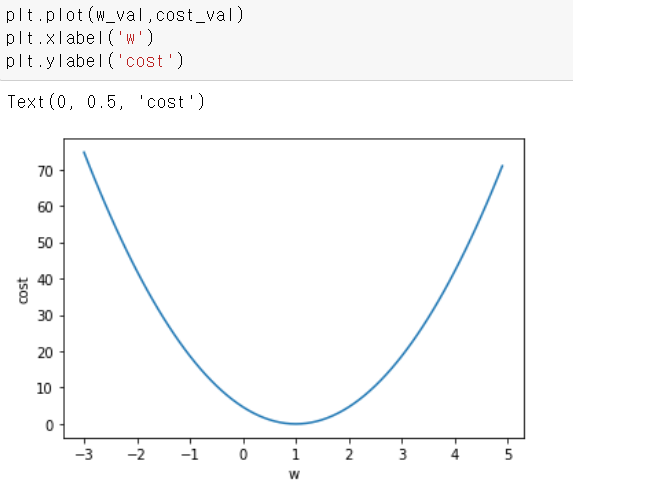 plt.plot(w_val,cost_val)
plt.xlabel('w')
plt.ylabel('cost')
Text(0, 0.5, 'cost')
70
60
50
40
30
20
10
0
cost
−3 −2 −1 0 1 2 3 4 5
w